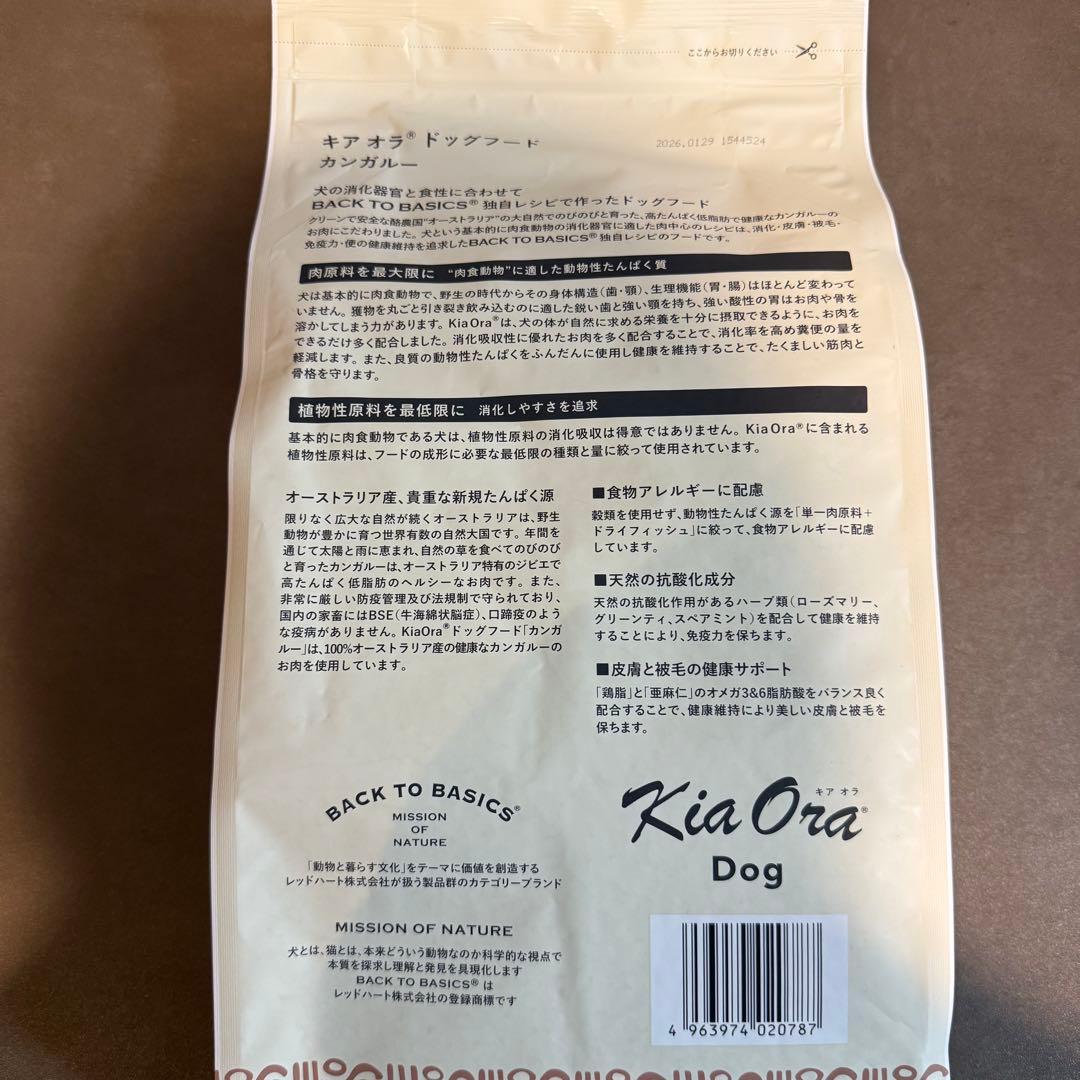 ここからお切りください
キア オラ® ドッグフード
カンガルー
2026.0129 1544524
犬の消化器官と食性に合わせて
BACK TO BASICS® 独自レシピで作ったドッグフード
クリーンで安全な酪農国"オーストラリア"の大自然でのびのびと育った、高たんぱく低脂肪で健康なカンガルーの
お肉にこだわりました。犬という基本的に肉食動物の消化器官に適した肉中心のレシピは、消化・皮膚・被毛・
免疫力・便の健康維持を追求したBACK TO BASICS® 独自レシピのフードです。
肉原料を最大限に "肉食動物"に適した動物性たんぱく質
犬は基本的に肉食動物で、野生の時代からその身体構造(歯・顎)、生理機能(胃・腸)はほとんど変わって
いません。獲物を丸ごと引き裂き飲み込むのに適した鋭い歯と強い顎を持ち、強い酸性の胃はお肉や骨を
溶かしてしまう力があります。KiaOra®は、犬の体が自然に求める栄養を十分に摂取できるように、お肉を
できるだけ多く配合しました。消化吸収性に優れたお肉を多く配合することで、消化率を高め糞便の量を
軽減します。また、良質の動物性たんぱくをふんだんに使用し健康を維持することで、たくましい筋肉と
骨格を守ります。
植物性原料を最低限に 消化しやすさを追求
基本的に肉食動物である犬は、植物性原料の消化吸収は得意ではありません。KiaOra®に含まれる
植物性原料は、フードの成形に必要な最低限の種類と量に絞って使用されています。
オーストラリア産、貴重な新規たんぱく源
限りなく広大な自然が続くオーストラリアは、野生
動物が豊かに育つ世界有数の自然大国です。年間を
通じて太陽と雨に恵まれ、自然の草を食べてのびのび
と育ったカンガルーは、オーストラリア特有のジビエで
高たんぱく低脂肪のヘルシーなお肉です。また、
非常に厳しい防疫管理及び法規制で守られており、
国内の家畜にはBSE(牛海綿状脳症)、口蹄疫のよう
な疫病がありません。KiaOra®ドッグフード「カンガ
ルー」は、100%オーストラリア産の健康なカンガルーの
お肉を使用しています。
■食物アレルギーに配慮
穀類を使用せず、動物性たんぱく源を「単一肉原料+
ドライフィッシュ」に絞って、食物アレルギーに配慮
しています。
■天然の抗酸化成分
天然の抗酸化作用があるハーブ類(ローズマリー、
グリーンティ、スペアミント)を配合して健康を維持
することにより、免疫力を保ちます。
■皮膚と被毛の健康サポート
「鶏脂」と「亜麻仁」のオメガ3&6脂肪酸をバランス良く
配合することで、健康維持により美しい皮膚と被毛を
保ちます。
BACK TO BASICS®
MISSION
OF
NATURE
「動物と暮らす文化」をテーマに価値を創造する
レッドハート株式会社が扱う製品群のカテゴリーブランド
MISSION OF NATURE
犬とは、猫とは、本来どういう動物なのか科学的な視点で
本質を探求し理解と発見を具現化します
BACK TO BASICS® は
レッドハート株式会社の登録商標です
キア オラ
Kia Ora®
Dog
4 963974 020787